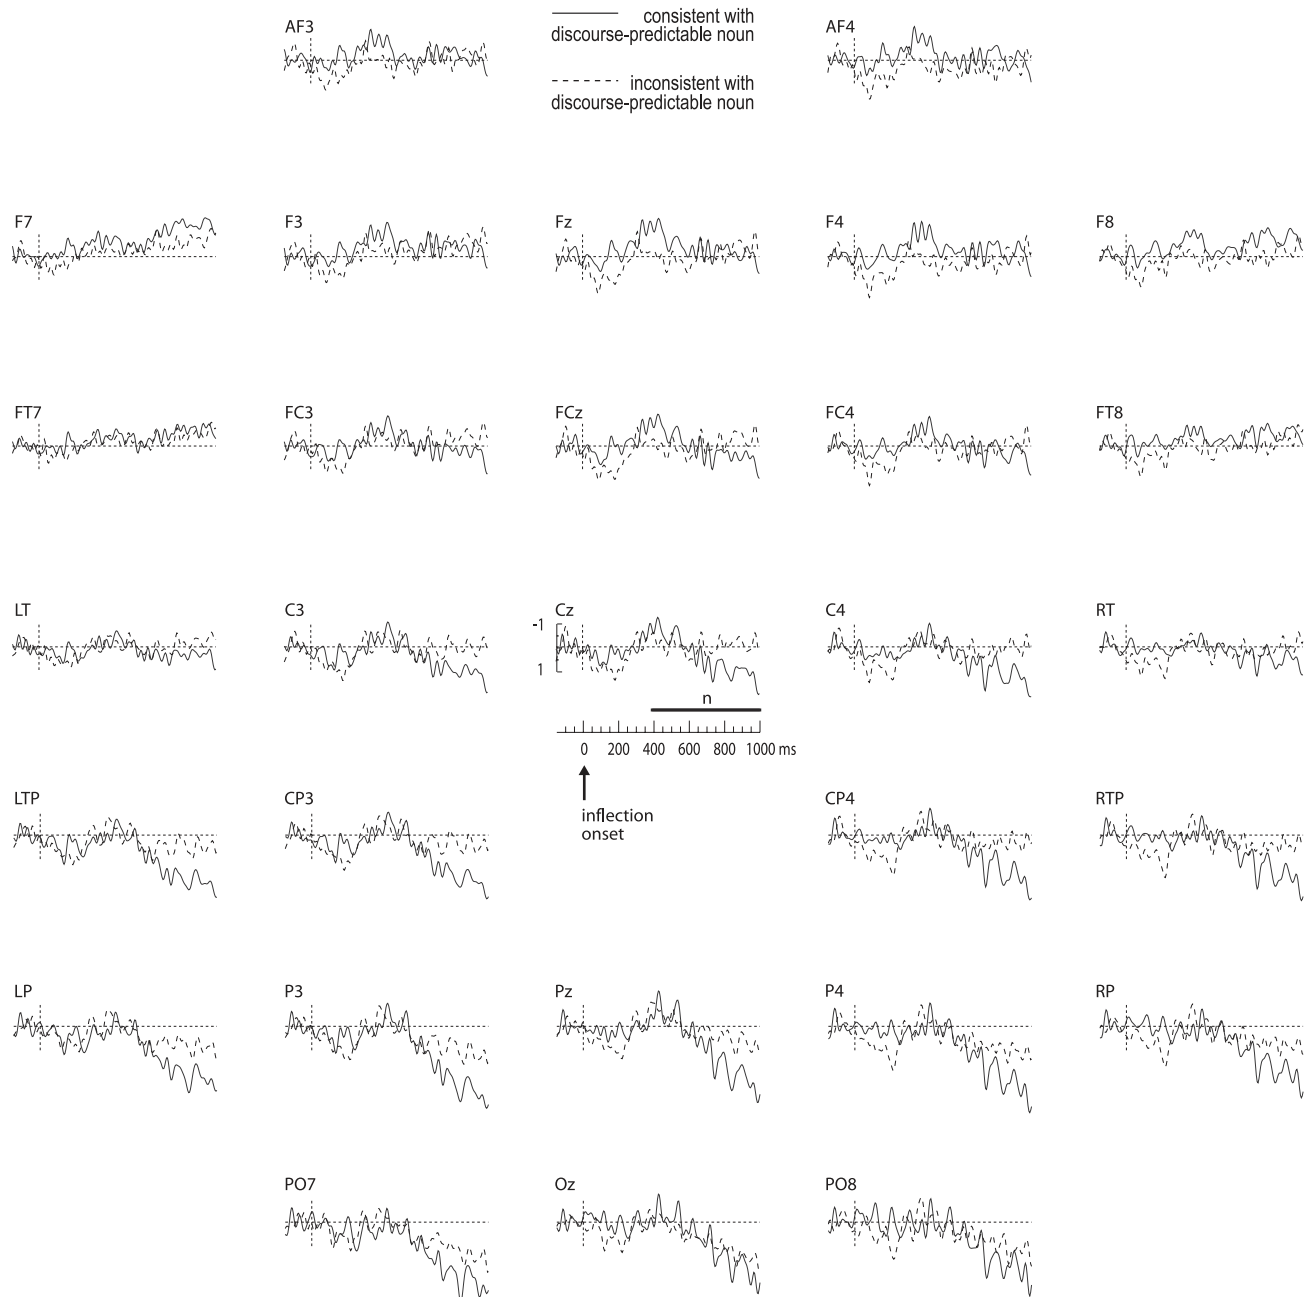 AF3
consistent with
discourse-predictable noun
inconsistent with
discourse-predictable noun
AF4
F7
F3
Fz
F4
F8
FT7
FC3
FCz
FC4
FT8
LT
C3
Cz
C4
RT
-1
1
n
0 200 400 600 800 1000 ms
inflection
onset
LTP
CP3
CP4
RTP
LP
P3
Pz
P4
RP
PO7
Oz
PO8